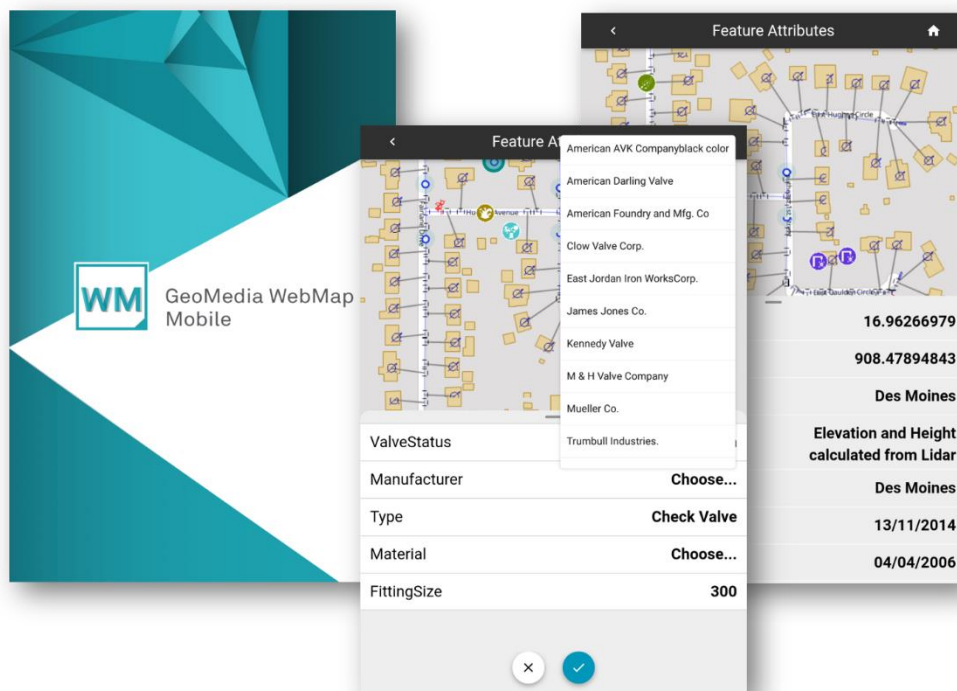 WM
GeoMedia WebMap
Mobile
Feature A
American AVK Companyblack color
American Darling Valve
American Foundry and Mfg. Co
Clow Valve Corp.
East Jordan Iron WorksCorp.
James Jones Co.
Kennedy Valve
M & H Valve Company
Mueller Co.
Trumbull Industries.
Avenue
ValveStatus
Manufacturer Choose...
Type Check Valve
Material Choose...
FittingSize 300
Feature Attributes
16.96266979
908.47894843
Des Moines
Elevation and Height
calculated from Lidar
Des Moines
13/11/2014
04/04/2006